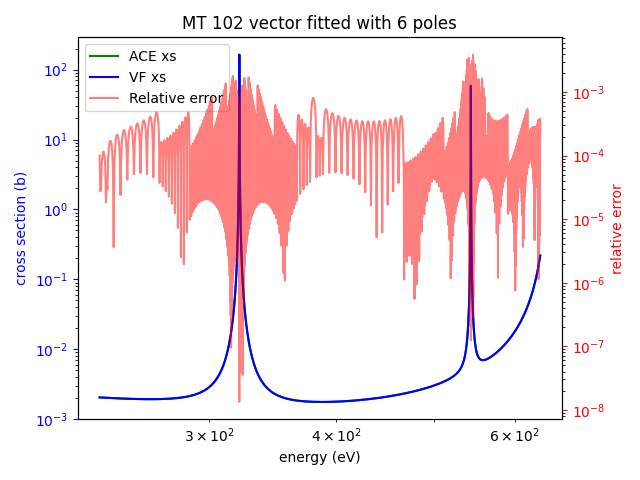 MT 102 vector fitted with 6 poles
ACE xs
VF xs
Relative error
cross section (b)
10^2
10^1
10^0
10^-1
10^-2
10^-3
relative error
10^-3
10^-4
10^-5
10^-6
10^-7
10^-8
3 × 10^2
4 × 10^2
6 × 10^2
energy (eV)